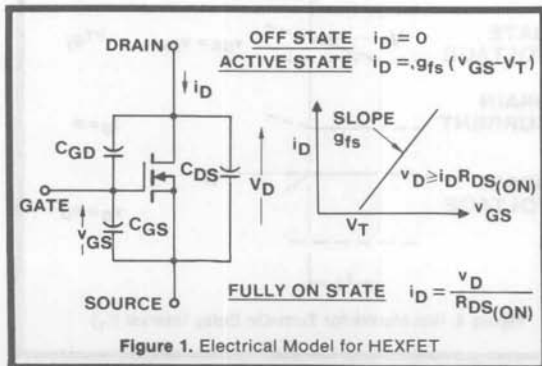 DRAIN
OFF STATE iD = 0
ACTIVE STATE iD = gfs (vGS-VT)
iD
CGD
CDS
vD
GATE
vGS
CGS
SOURCE
iD
SLOPE
gfs
vD ≥ iDRDS(ON)
VT
vGS
FULLY ON STATE iD = vD / RDS(ON)
Figure 1. Electrical Model for HEXFET